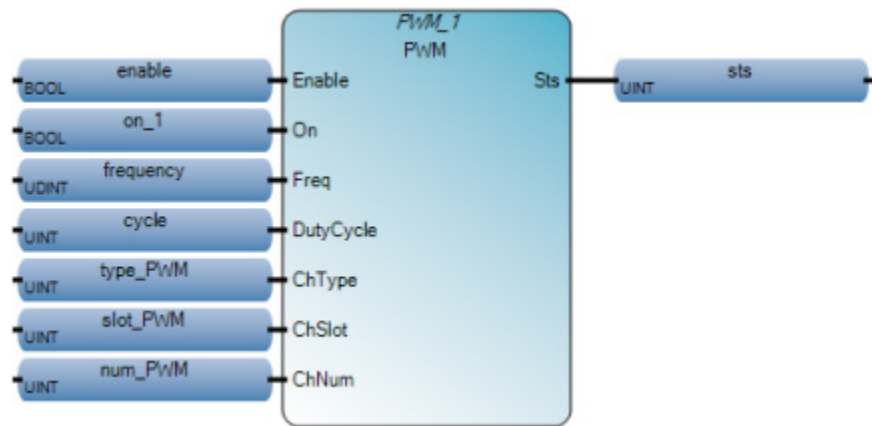 PWM_1
PWM
enable
BOOL
Enable
Sts
sts
UINT
on_1
BOOL
On
frequency
UDINT
Freq
cycle
UINT
DutyCycle
type_PWM
UINT
ChType
slot_PWM
UINT
ChSlot
num_PWM
UINT
ChNum